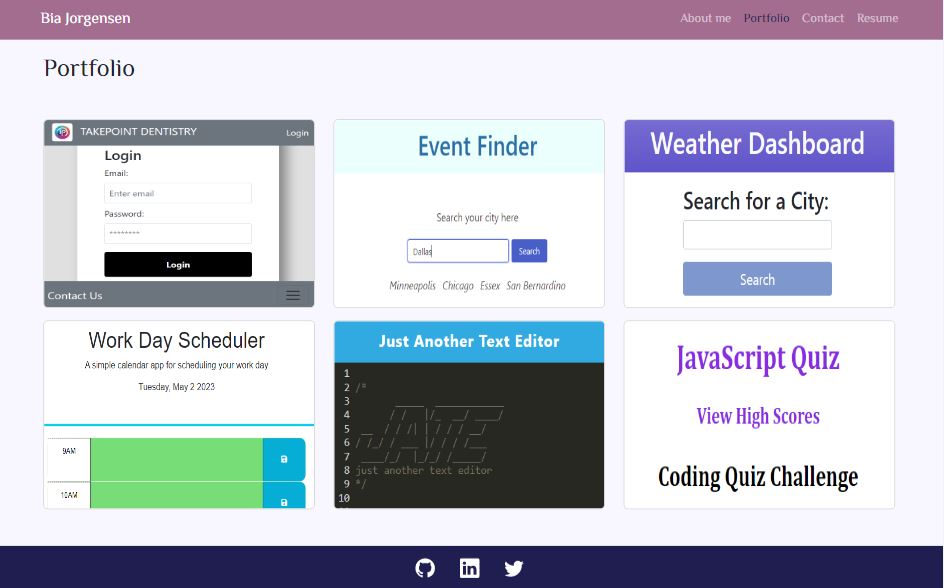 Bia Jorgensen
About me Portfolio Contact Resume
Portfolio
TAKEPOINT DENTISTRY Login
Login
Email:
Enter email
Password:
********
Login
Contact Us
Event Finder
Search your city here
Dallas Search
Minneapolis Chicago Essex San Bernardino
Weather Dashboard
Search for a City:
Search
Work Day Scheduler
A simple calendar app for scheduling your work day
Tuesday, May 2 2023
9AM
10AM
Just Another Text Editor
1
2 /*
3
4
5
6
7
8 just another text editor
9 */
10
JavaScript Quiz
View High Scores
Coding Quiz Challenge